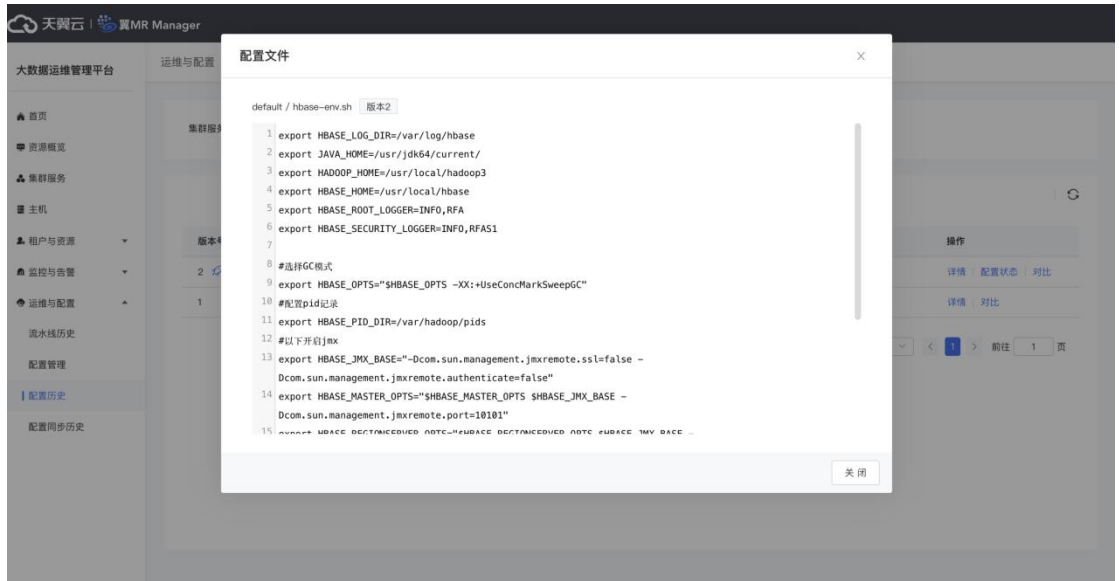 天翼云 | 翼MR Manager
大数据运维管理平台
首页
资源概览
集群服务
主机
租户与资源
监控与告警
运维与配置
流水线历史
配置管理
配置历史
配置同步历史
运维与配置
集群服务
版本号
操作
2
详情 配置状态 对比
1
详情 对比
1 前往 1 页
配置文件
default / hbase-env.sh 版本2
1 export HBASE_LOG_DIR=/var/log/hbase
2 export JAVA_HOME=/usr/jdk64/current/
3 export HADOOP_HOME=/usr/local/hadoop3
4 export HBASE_HOME=/usr/local/hbase
5 export HBASE_ROOT_LOGGER=INFO,RFA
6 export HBASE_SECURITY_LOGGER=INFO,RFAS1
7
8 #选择GC模式
9 export HBASE_OPTS="$HBASE_OPTS -XX:+UseConcMarkSweepGC"
10 #配置pid记录
11 export HBASE_PID_DIR=/var/hadoop/pids
12 #以下开启jmx
13 export HBASE_JMX_BASE="-Dcom.sun.management.jmxremote.ssl=false -
Dcom.sun.management.jmxremote.authenticate=false"
14 export HBASE_MASTER_OPTS="$HBASE_MASTER_OPTS $HBASE_JMX_BASE -
Dcom.sun.management.jmxremote.port=10101"
15 export HBASE_REGIONSERVER_OPTS="$HBASE_REGIONSERVER_OPTS $HBASE_JMX_BASE -
关闭